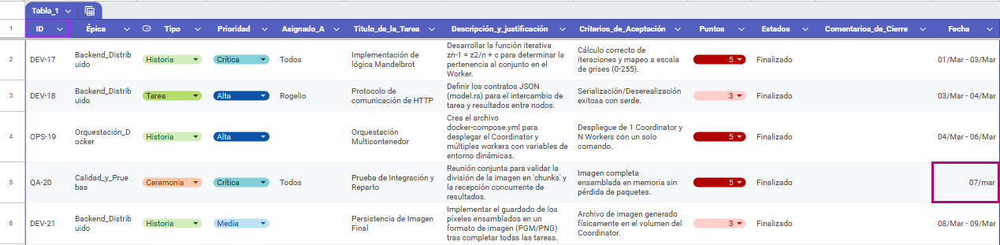 Tabla_1
1 ID Épica Tipo Prioridad Asignado_A Titulo_de_la_Tarea Descripción_y_justificación Criterios_de_Aceptación Puntos Estados Comentarios_de_Cierre Fecha
2
DEV-17
Backend_Distrib
uido
Historia
Crítica
Todos
Implementación de
lógica Mandelbrot
Desarrollar la función iterativa
zn-1 = z2/n + c para determinar la
pertenencia al conjunto en el
Worker.
Cálculo correcto de
iteraciones y mapeo a escala
de grises (0-255).
5
Finalizado
01/Mar - 03/Mar
3
DEV-18
Backend_Distrib
uido
Tarea
Alta
Rogelio
Protocolo de
comunicación de HTTP
Definir los contratos JSON
(model.rs) para el intercambio de
tarea y resultados entre nodos.
Serialización/Deserealización
exitosa con serde.
3
Finalizado
03/Mar - 04/Mar
4
OPS-19
Orquestación_D
ocker
Historia
Alta
Orquestación
Multicontenedor
Crea el archivo
docker-compose.yml para
desplegar el Coordinator y
múltiples workers con variables de
entorno dinámicas.
Despliegue de 1 Coordinator y
N Workers con un solo
comando.
5
Finalizado
04/Mar - 06/Mar
5
QA-20
Calidad_y_Prue
bas
Ceremonia
Crítica
Todos
Prueba de Integración y
Reparto
Reunión conjunta para validar la
división de la imagen en 'chunks' y
la recepción concurrente de
resultados.
Imagen completa
ensamblada en memoria sin
pérdida de paquetes.
5
Finalizado
07/mar
6
DEV-21
Backend_Distrib
uido
Historia
Media
Persistencia de Imagen
Final
Implementar el guardado de los
píxeles ensamblados en un
formato de imagen (PGM/PNG)
tras completar todas las tareas.
Archivo de imagen generado
físicamente en el volumen del
Coordinator.
3
Finalizado
08/Mar - 09/Mar